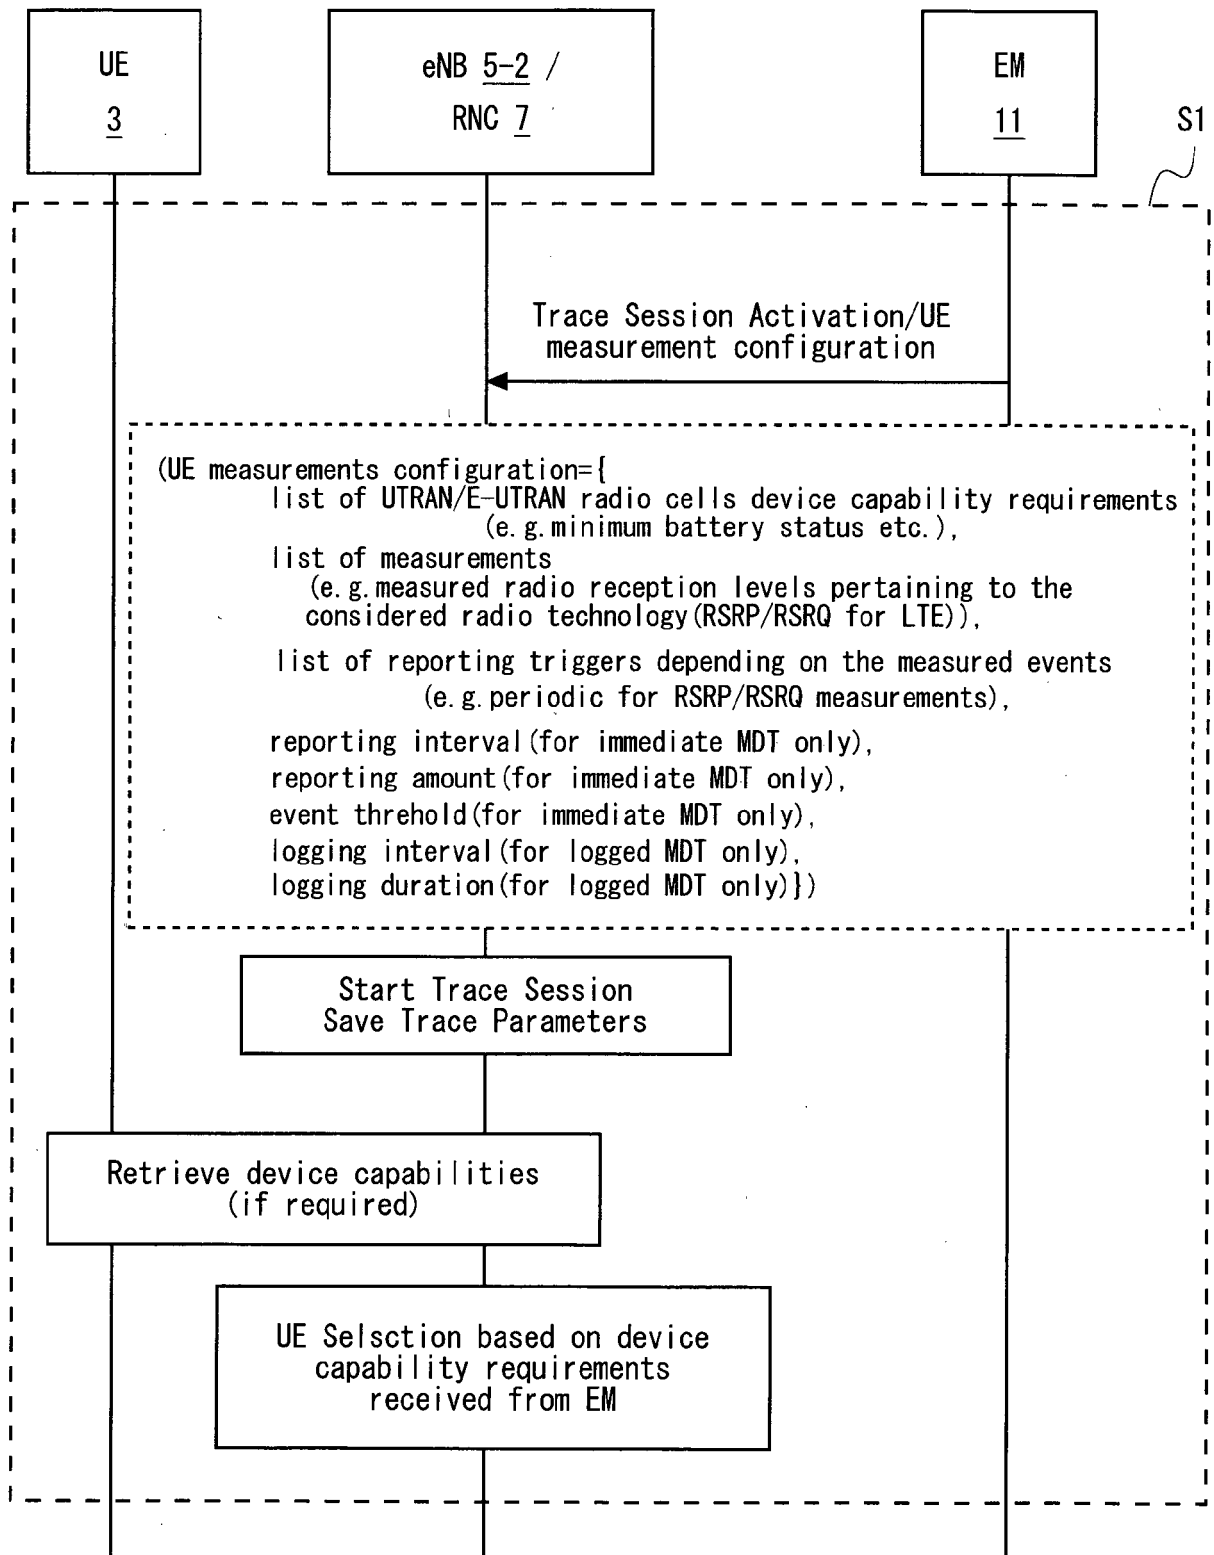 UE
3
eNB 5-2 /
RNC 7
EM
11
S1
Trace Session Activation/UE
measurement configuration
(UE measurements configuration={
list of UTRAN/E-UTRAN radio cells device capability requirements
(e.g.minimum battery status etc.),
list of measurements
(e.g.measured radio reception levels pertaining to the
considered radio technology(RSRP/RSRQ for LTE)),
list of reporting triggers depending on the measured events
(e.g.periodic for RSRP/RSRQ measurements),
reporting interval(for immediate MDT only),
reporting amount(for immediate MDT only),
event threhold(for immediate MDT only),
logging interval(for logged MDT only),
logging duration(for logged MDT only)})
Start Trace Session
Save Trace Parameters
Retrieve device capabilities
(if required)
UE Selsction based on device
capability requirements
received from EM